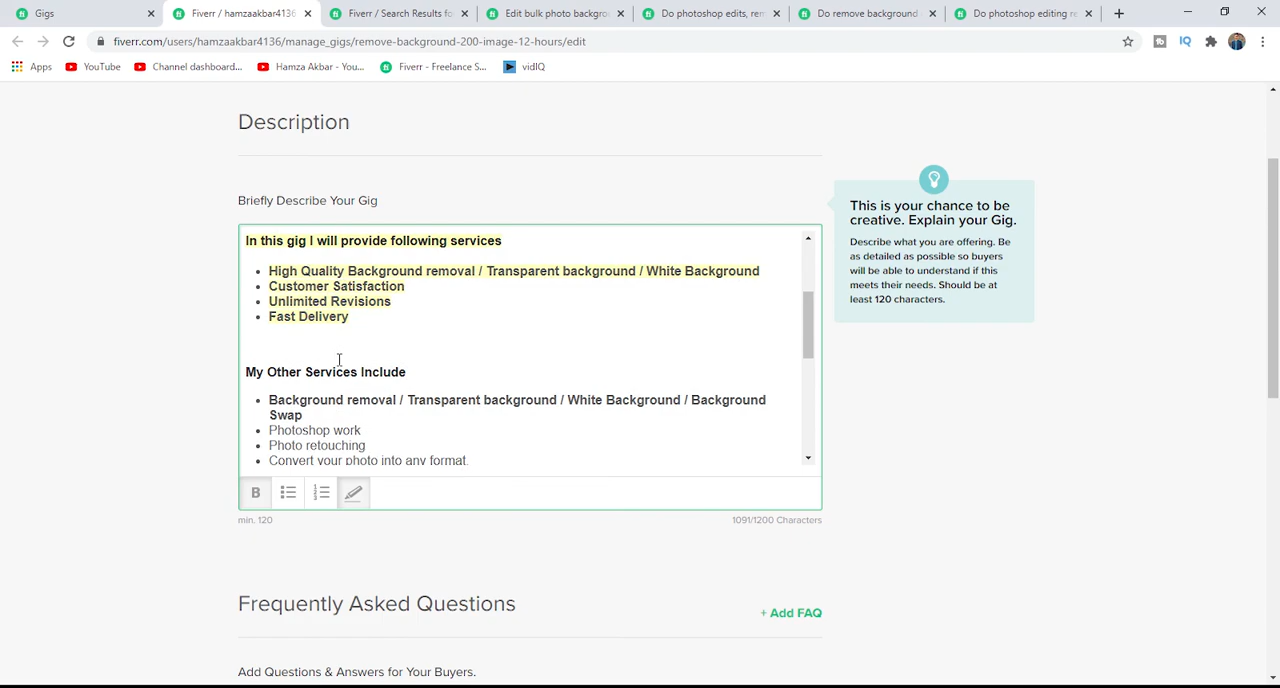 Gigs
Fiverr / hamzaakbar4136
Fiverr / Search Results fo
Edit bulk photo backgro
Do photoshop edits, rem
Do remove background
Do photoshop editing re
fiverr.com/users/hamzaakbar4136/manage_gigs/remove-background-200-image-12-hours/edit
Apps
YouTube
Channel dashboard...
Hamza Akbar - You...
Fiverr - Freelance S...
vidIQ
Description
Briefly Describe Your Gig
In this gig I will provide following services
• High Quality Background removal / Transparent background / White Background
• Customer Satisfaction
• Unlimited Revisions
• Fast Delivery
My Other Services Include
• Background removal / Transparent background / White Background / Background
Swap
• Photoshop work
• Photo retouching
• Convert your photo into any format.
B
min. 120
1091/1200 Characters
This is your chance to be
creative. Explain your Gig.
Describe what you are offering. Be
as detailed as possible so buyers
will be able to understand if this
meets their needs. Should be at
least 120 characters.
Frequently Asked Questions
+ Add FAQ
Add Questions & Answers for Your Buyers.